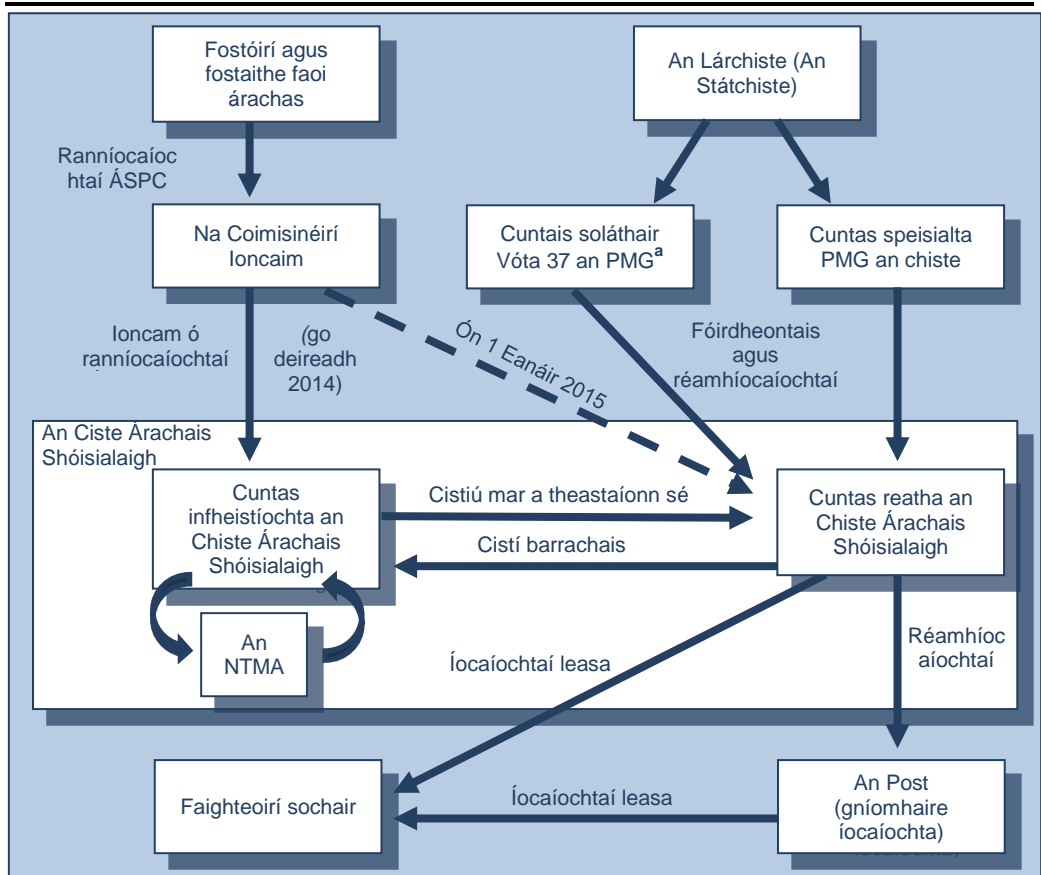 Fostóirí agus
fostaithe faoi
árachas
An Lárchiste (An
Státchiste)
Ranníocaíoc
htaí ÁSPC
Na Coimisinéirí
Ioncaim
Cuntais soláthair
Vóta 37 an PMGᵃ
Cuntas speisialta
PMG an chiste
Ioncam ó
ranníocaíochtaí
(go
deireadh
2014)
Ón 1 Eanáir 2015
Fóirdheontais
agus
réamhíocaíochtaí
An Ciste Árachais
Shóisialaigh
Cuntas
infheistíochta an
Chiste Árachais
Shóisialaigh
Cistiú mar a theastaíonn sé
Cistí barrachais
Cuntas reatha an
Chiste Árachais
Shóisialaigh
An
NTMA
Íocaíochtaí leasa
Réamhíoc
aíochtaí
Faighteoirí sochair
Íocaíochtaí leasa
An Post
(gníomhaire
íocaíochta)